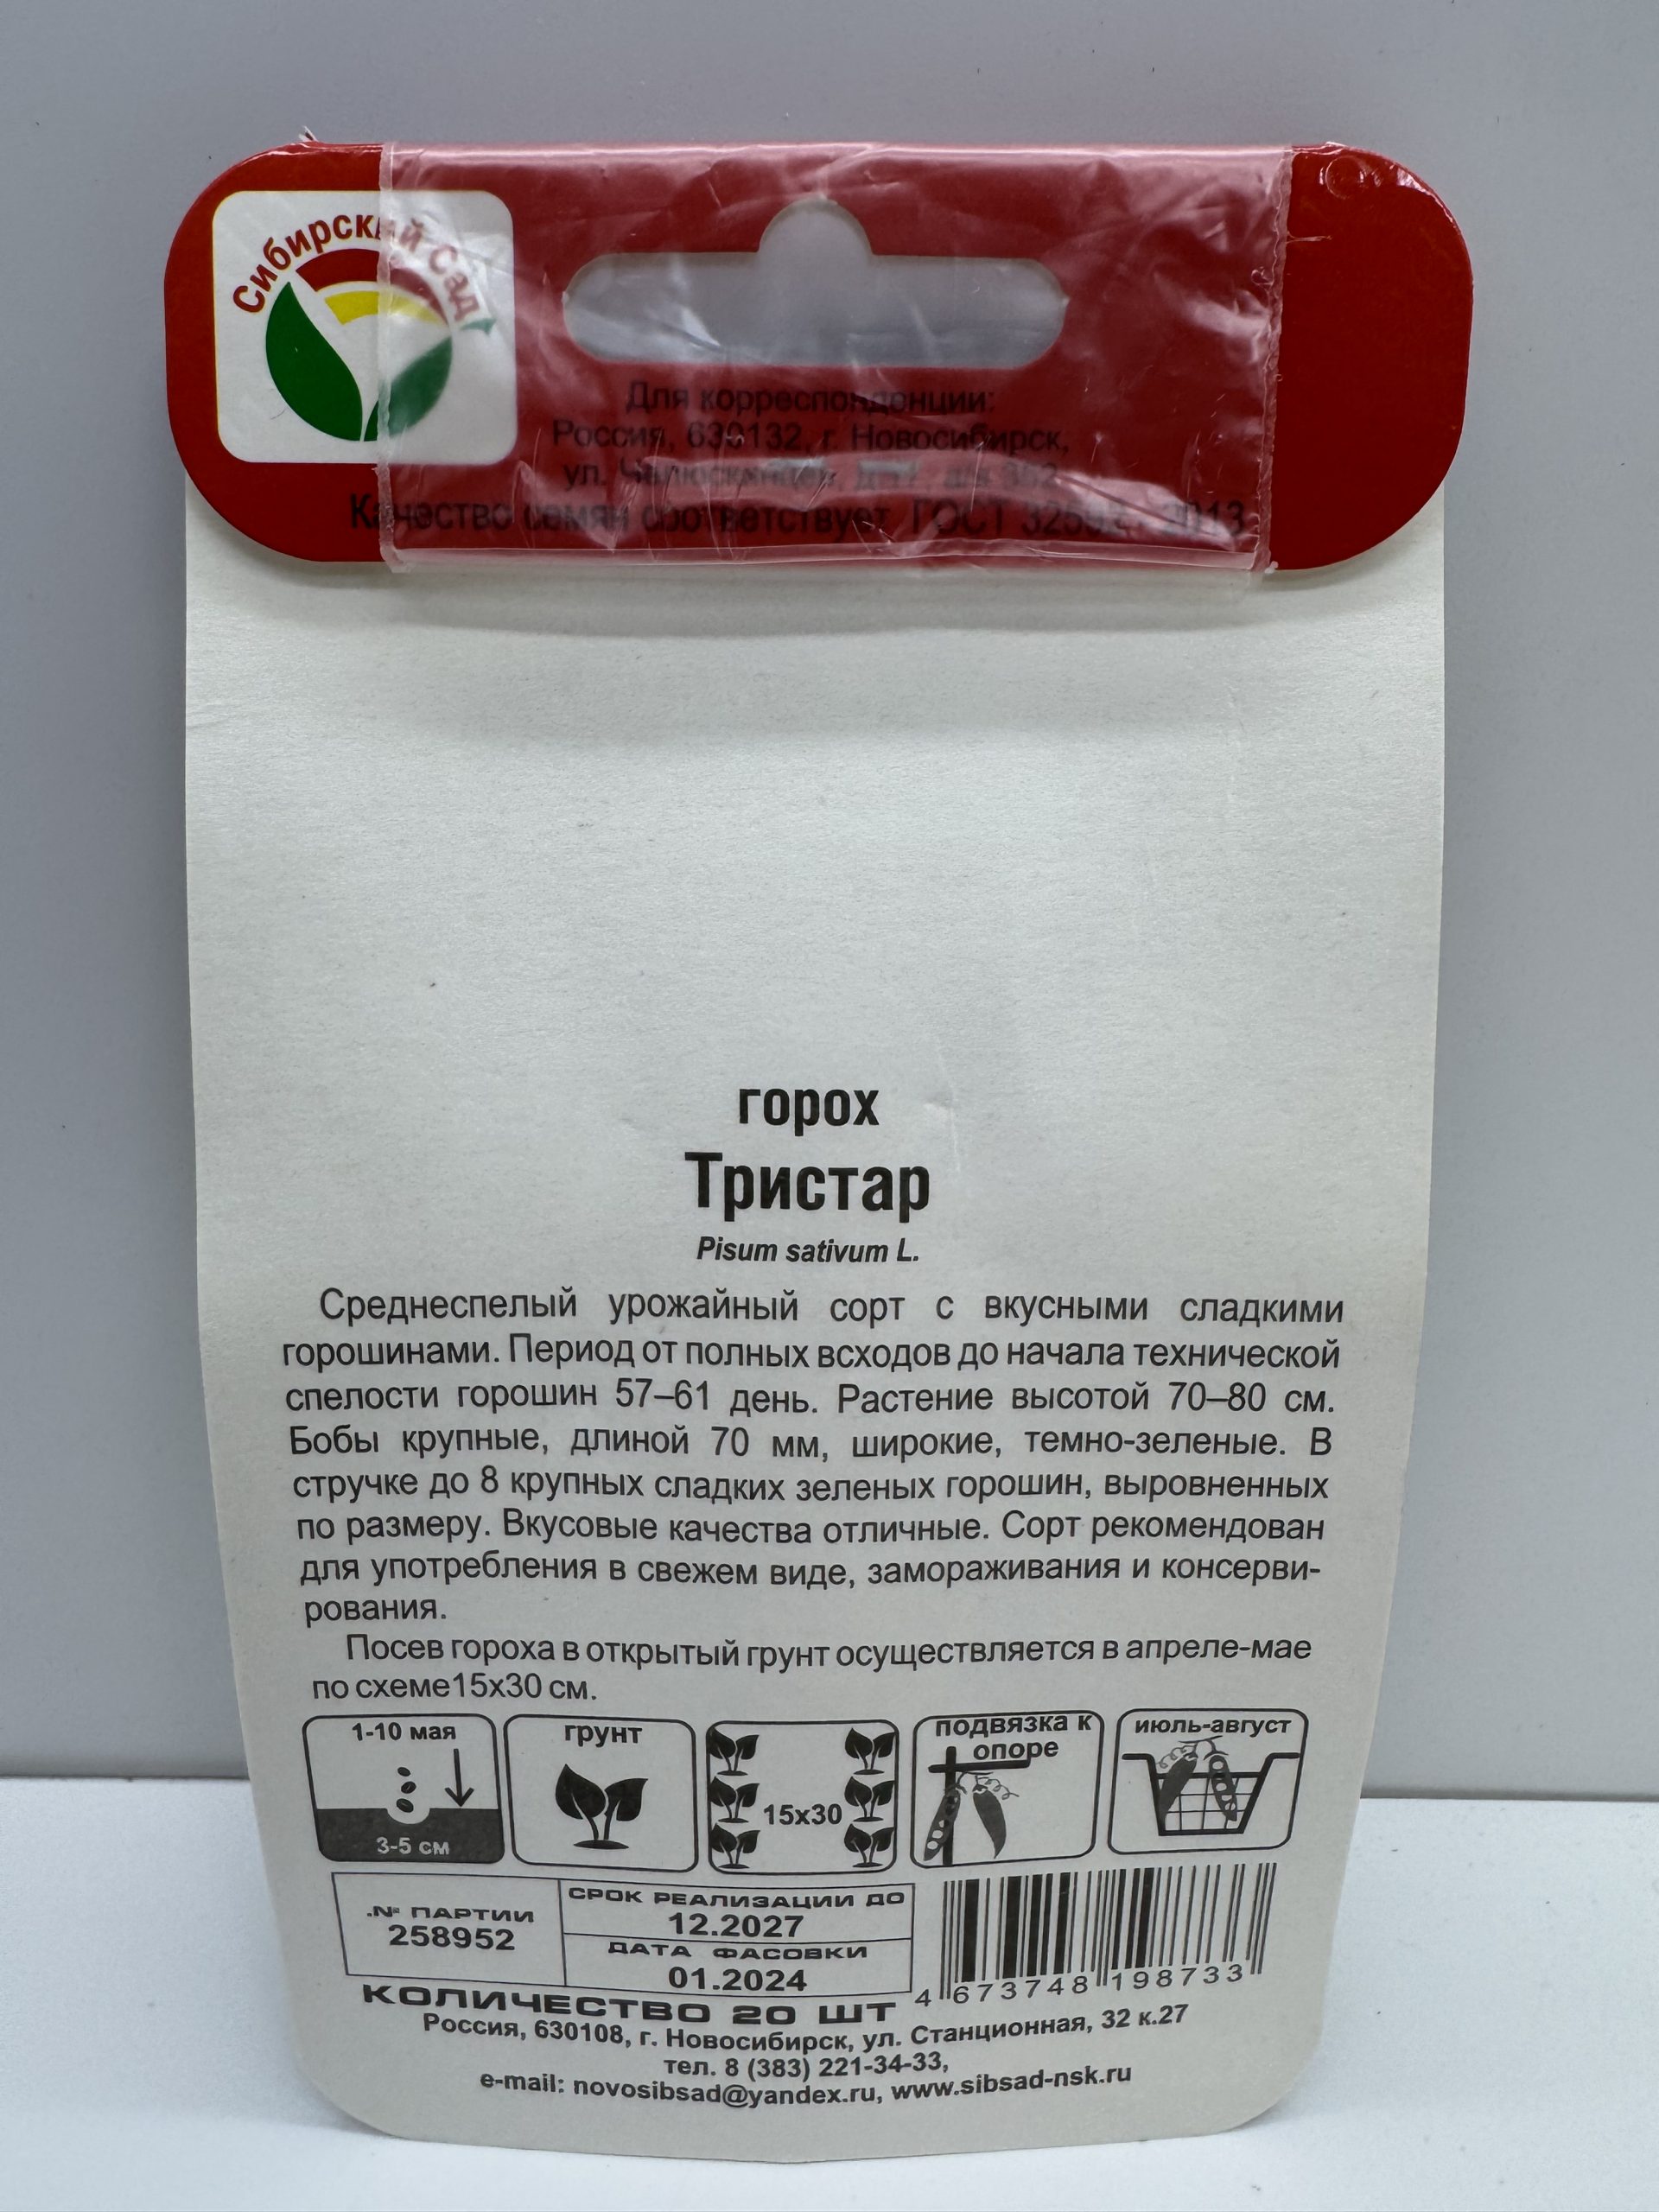 Сибирский Сад
Для корреспонденции:
Россия, 630132, г. Новосибирск,
ул. Челюскинцев,
Качество семян соответствует ГОСТ
горох
Тристар
Pisum sativum L.
Среднеспелый урожайный сорт с вкусными сладкими
горошинами. Период от полных всходов до начала технической
спелости горошин 57–61 день. Растение высотой 70–80 см.
Бобы крупные, длиной 70 мм, широкие, темно-зеленые. В
стручке до 8 крупных сладких зеленых горошин, выровненных
по размеру. Вкусовые качества отличные. Сорт рекомендован
для употребления в свежем виде, замораживания и консерви-
рования.
Посев гороха в открытый грунт осуществляется в апреле-мае
по схеме15х30 см.
1-10 мая
3-5 см
грунт
15х30
подвязка к
опоре
июль-август
№ ПАРТИИ
258952
СРОК РЕАЛИЗАЦИИ ДО
12.2027
ДАТА ФАСОВКИ
01.2024
4 673748 198733
КОЛИЧЕСТВО 20 ШТ
Россия, 630108, г. Новосибирск, ул. Станционная, 32 к.27
тел. 8 (383) 221-34-33,
e-mail: novosibsad@yandex.ru, www.sibsad-nsk.ru